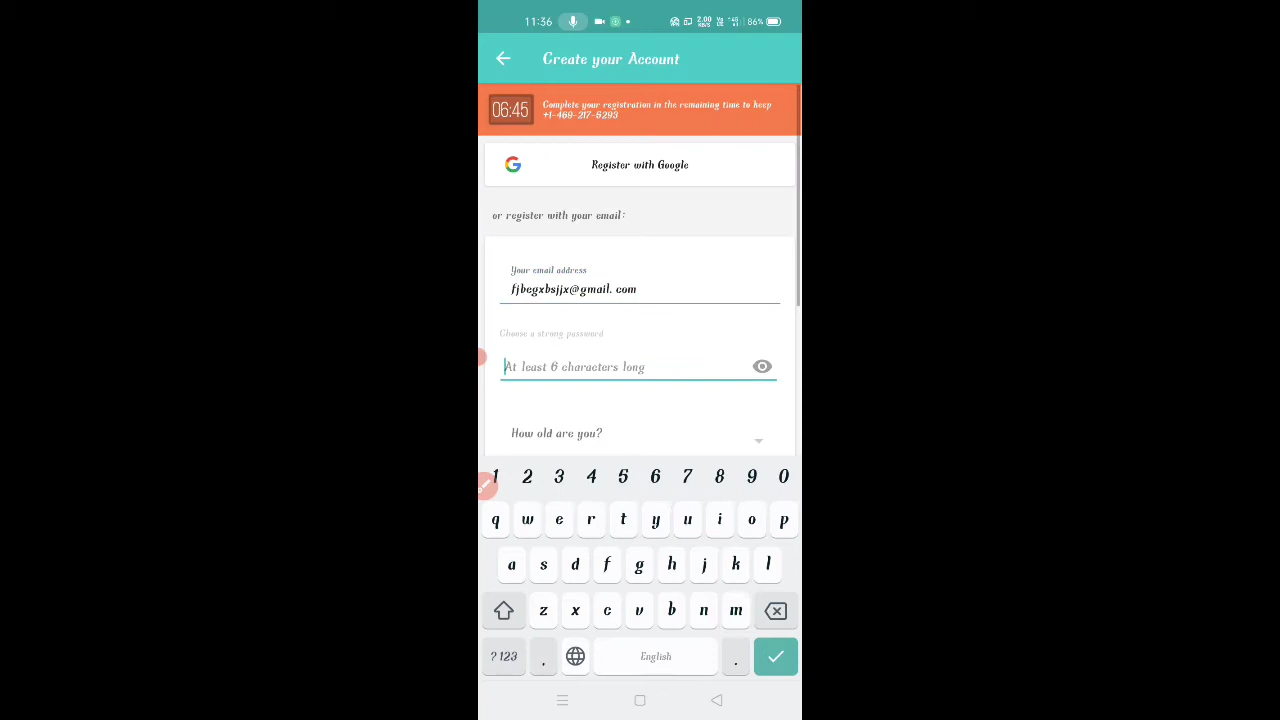 11:36
2.00 KB/S
86%
Create your Account
06:45
Complete your registration in the remaining time to keep
+1-469-217-6293
Register with Google
or register with your email:
Your email address
fjbcgxbsjjx@gmail. com
Choose a strong password
At least 6 characters long
How old are you?
1 2 3 4 5 6 7 8 9 0
q w e r t y u i o p
a s d f g h j k l
z x c v b n m
?123 , English .